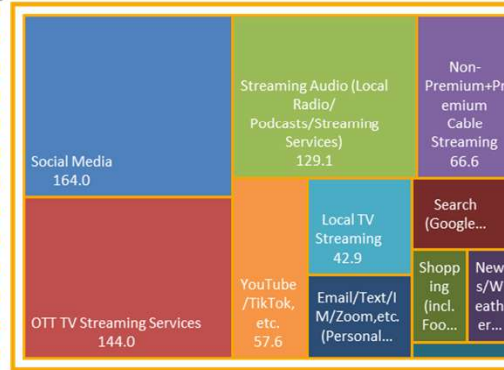 Social Media
164.0
OTT TV Streaming Services
144.0
Streaming Audio (Local
Radio/
Podcasts/Streaming
Services)
129.1
YouTube
/TikTok,
etc.
57.6
Local TV
Streaming
42.9
Email/Text/I
M/Zoom,etc.
(Personal...
Non-
Premium+Pr
emium
Cable
Streaming
66.6
Search
(Google...
Shopp
ing
(incl.
Foo...
New
s/W
eath
er...